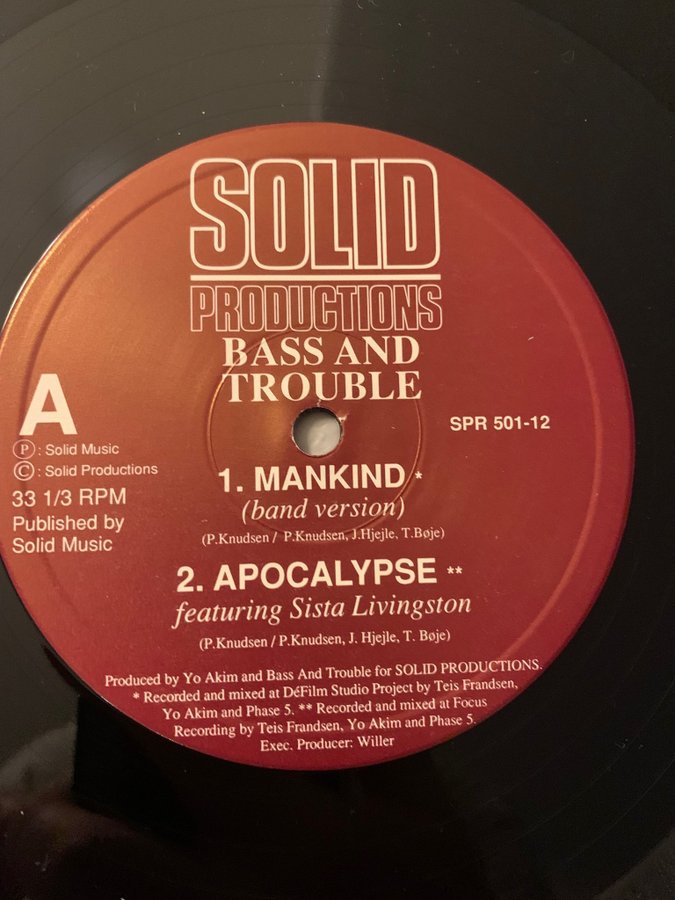 SOLID
PRODUCTIONS
BASS AND
TROUBLE
A
Ⓟ: Solid Music
©: Solid Productions
33 1/3 RPM
Published by
Solid Music
SPR 501-12
1. MANKIND *
(band version)
(P.Knudsen / P.Knudsen, J.Hjejle, T.Bøje)
2. APOCALYPSE **
featuring Sista Livingston
(P.Knudsen / P.Knudsen, J. Hjejle, T. Bøje)
Produced by Yo Akim and Bass And Trouble for SOLID PRODUCTIONS.
* Recorded and mixed at DéFilm Studio Project by Teis Frandsen,
Yo Akim and Phase 5. ** Recorded and mixed at Focus
Recording by Teis Frandsen, Yo Akim and Phase 5.
Exec. Producer: Willer